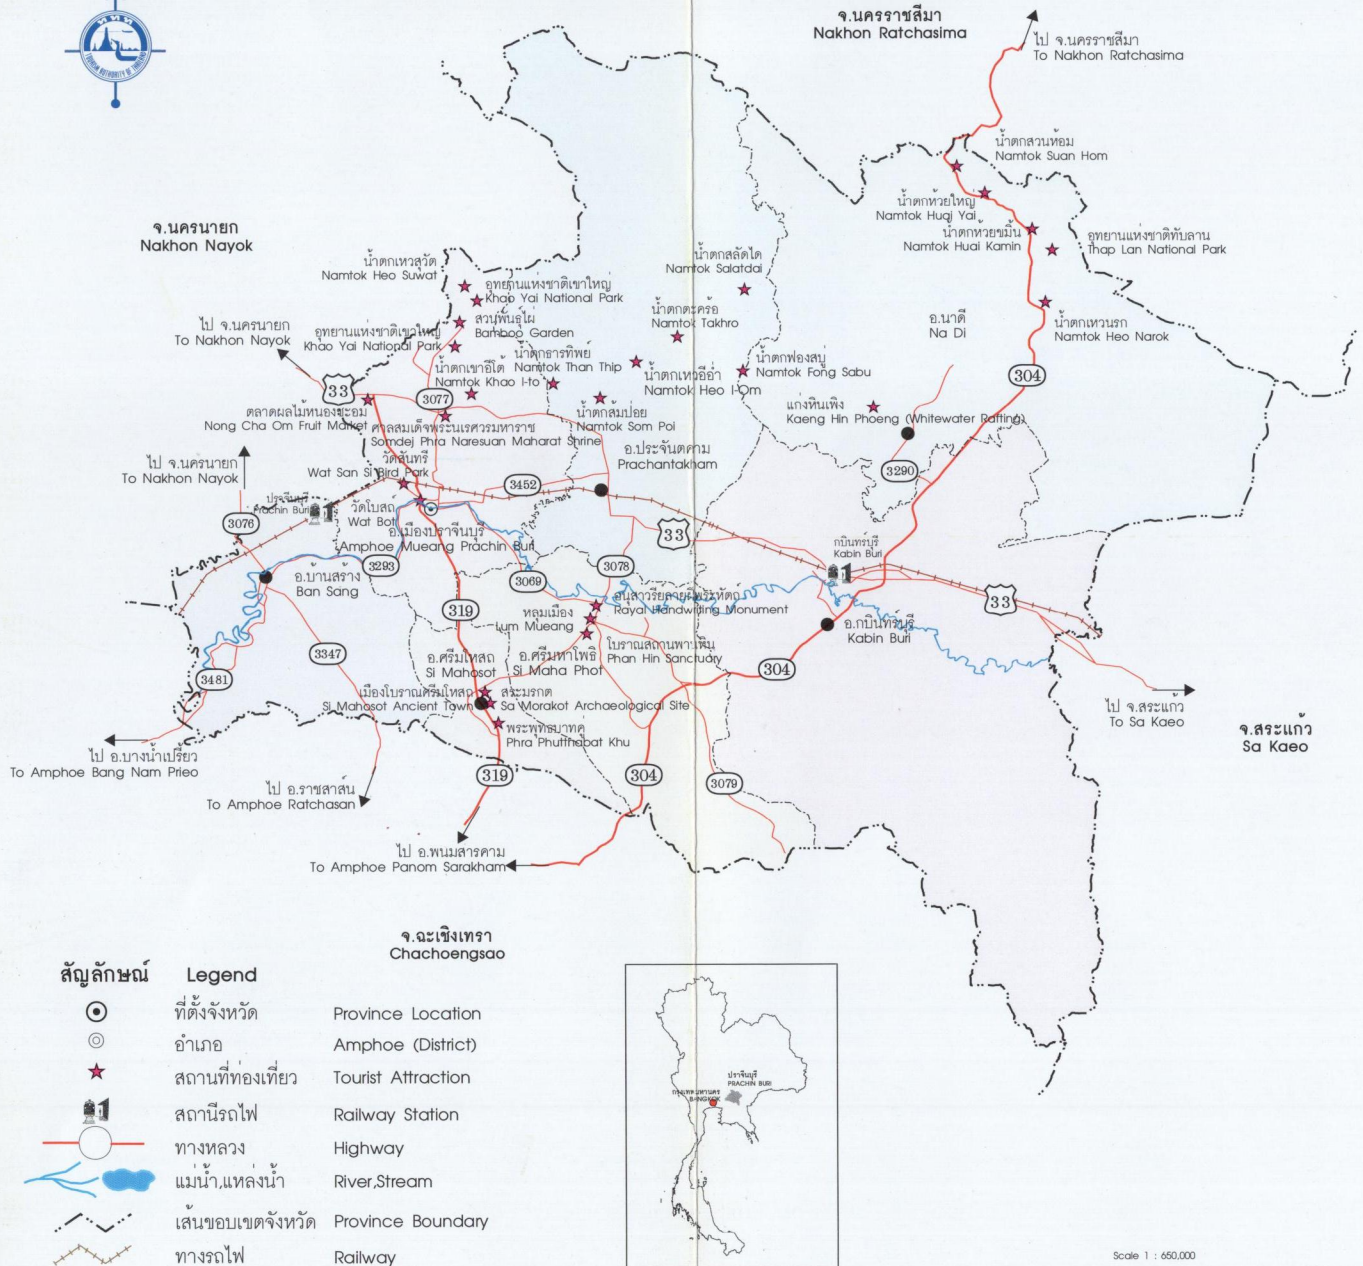 ททท
TOURISM AUTHORITY OF THAILAND
จ.นครราชสีมา
Nakhon Ratchasima
ไป จ.นครราชสีมา
To Nakhon Ratchasima
น้ำตกสวนห้อม
Namtok Suan Hom
น้ำตกห้วยใหญ่
Namtok Huai Yai
น้ำตกห้วยขมิ้น
Namtok Huai Kamin
อุทยานแห่งชาติทับลาน
Thap Lan National Park
จ.นครนายก
Nakhon Nayok
น้ำตกเหวสุวัต
Namtok Heo Suwat
อุทยานแห่งชาติเขาใหญ่
Khao Yai National Park
น้ำตกสลัดได
Namtok Salatdai
สวนพันธุ์ไผ่
Bamboo Garden
น้ำตกตะคร้อ
Namtok Takhro
อ.นาดี
Na Di
น้ำตกเหวนรก
Namtok Heo Narok
ไป จ.นครนายก
To Nakhon Nayok
อุทยานแห่งชาติเขาใหญ่
Khao Yai National Park
น้ำตกธารทิพย์
Namtok Than Thip
น้ำตกเขาอีโต้
Namtok Khao I-to
น้ำตกเหวอีอ่ำ
Namtok Heo I-Om
น้ำตกฟองสบู่
Namtok Fong Sabu
304
33
3077
ตลาดผลไม้หนองชะอม
Nong Cha Om Fruit Market
น้ำตกส้มป่อย
Namtok Som Poi
แก่งหินเพิง
Kaeng Hin Phoeng (Whitewater Rafting)
ศาลสมเด็จพระนเรศวรมหาราช
Somdej Phra Naresuan Maharat Shrine
อ.ประจันตคาม
Prachantakham
ไป จ.นครนายก
To Nakhon Nayok
วัดสันทรี
Wat San Si Bird Park
3290
3452
ปราจีนบุรี
Prachin Buri
วัดโบสถ
Wat Bot
3076
อ.เมืองปราจีนบุรี
Amphoe Mueang Prachin Buri
33
กบินทร์บุรี
Kabin Buri
3293
3069
3078
อ.บ้านสร้าง
Ban Sang
33
319
อนุสาวรียลายพระหัตถ
Rayal Handwriting Monument
หลุมเมือง
Lum Mueang
อ.กบินทร์บุรี
Kabin Buri
3347
โบราณสถานพานหิน
Phan Hin Sanctuary
อ.ศรีมโหสถ
Si Mahosot
อ.ศรีมหาโพธิ
Si Maha Phot
304
3481
เมืองโบราณศรีมโหสถ
Si Mahosot Ancient Town
สระมรกต
Sa Morakot Archaeological Site
พระพุทธบาทคู่
Phra Phutthabat Khu
ไป จ.สระแก้ว
To Sa Kaeo
จ.สระแก้ว
Sa Kaeo
ไป อ.บางน้ำเปรี้ยว
To Amphoe Bang Nam Prieo
319
304
3079
ไป อ.ราชสาส์น
To Amphoe Ratchasan
ไป อ.พนมสารคาม
To Amphoe Panom Sarakham
จ.ฉะเชิงเทรา
Chachoengsao
สัญลักษณ์ Legend
ที่ตั้งจังหวัด Province Location
อำเภอ Amphoe (District)
สถานที่ท่องเที่ยว Tourist Attraction
สถานีรถไฟ Railway Station
ทางหลวง Highway
แม่น้ำ,แหล่งน้ำ River,Stream
เส้นขอบเขตจังหวัด Province Boundary
ทางรถไฟ Railway
ปราจีนบุรี
PRACHIN BURI
กรุงเทพมหานคร
BANGKOK
Scale 1 : 650,000